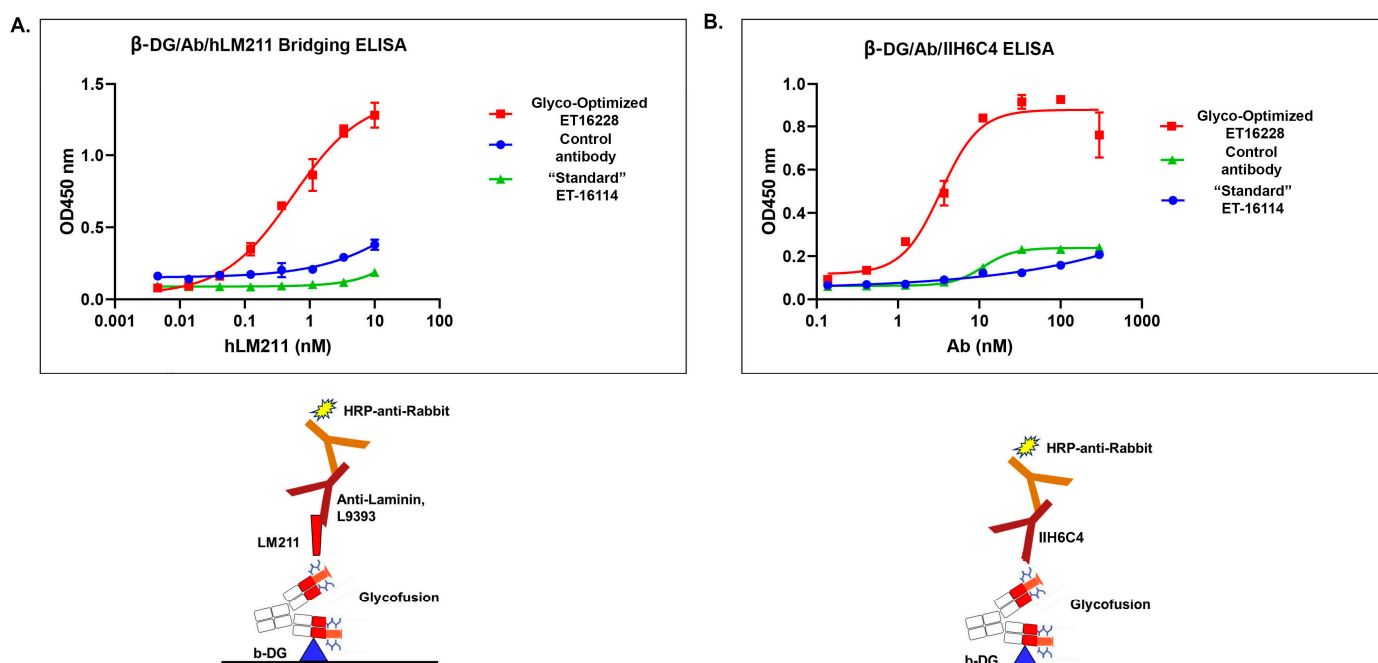 A.
β-DG/Ab/hLM211 Bridging ELISA
OD450 nm
1.5
1.0
0.5
0.0
0.001
0.01
0.1
1
10
100
hLM211 (nM)
Glyco-Optimized
ET16228
Control
antibody
“Standard”
ET-16114
HRP-anti-Rabbit
Anti-Laminin,
L9393
LM211
Glycofusion
b-DG
B.
β-DG/Ab/IIH6C4 ELISA
OD450 nm
1.0
0.8
0.6
0.4
0.2
0.0
0.1
1
10
100
1000
Ab (nM)
Glyco-Optimized
ET16228
Control
antibody
“Standard”
ET-16114
HRP-anti-Rabbit
IIH6C4
Glycofusion
b-DG